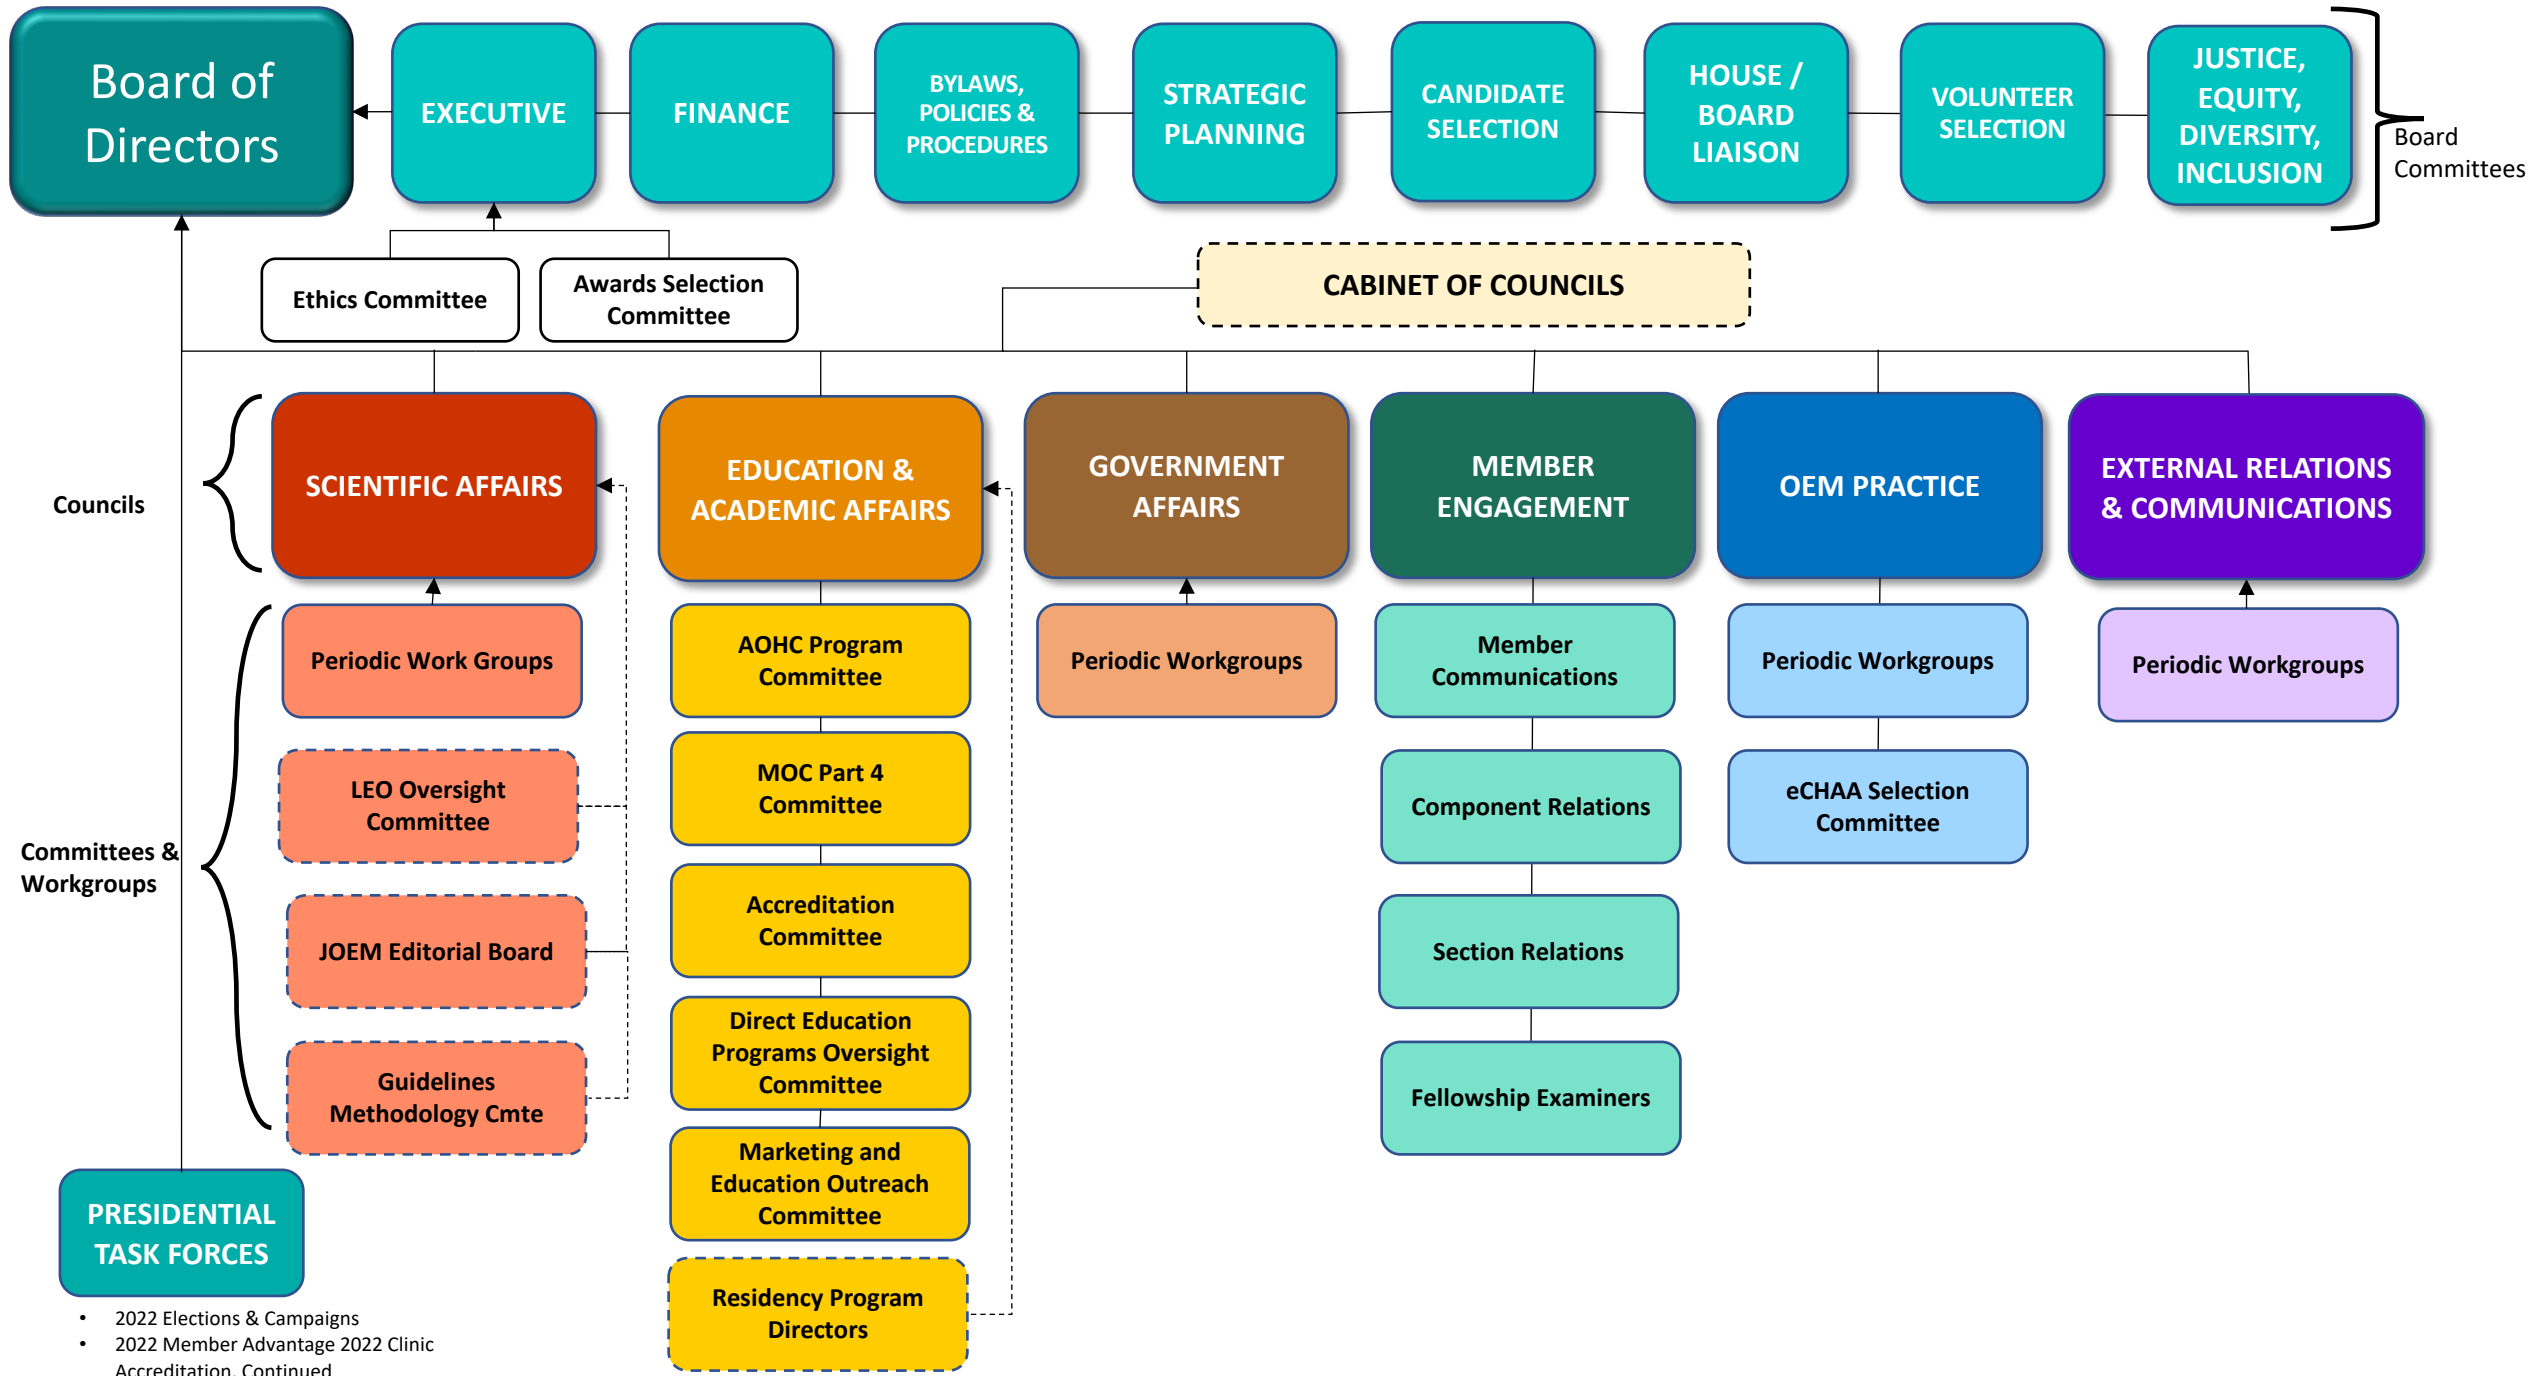 Board of
Directors
EXECUTIVE
FINANCE
BYLAWS,
POLICIES &
PROCEDURES
STRATEGIC
PLANNING
CANDIDATE
SELECTION
HOUSE /
BOARD
LIAISON
VOLUNTEER
SELECTION
JUSTICE,
EQUITY,
DIVERSITY,
INCLUSION
Board
Committees
Ethics Committee
Awards Selection
Committee
CABINET OF COUNCILS
Councils
SCIENTIFIC AFFAIRS
EDUCATION &
ACADEMIC AFFAIRS
GOVERNMENT
AFFAIRS
MEMBER
ENGAGEMENT
OEM PRACTICE
EXTERNAL RELATIONS
& COMMUNICATIONS
Committees &
Workgroups
Periodic Work Groups
LEO Oversight
Committee
JOEM Editorial Board
Guidelines
Methodology Cmte
AOHC Program
Committee
MOC Part 4
Committee
Accreditation
Committee
Direct Education
Programs Oversight
Committee
Marketing and
Education Outreach
Committee
Residency Program
Directors
Periodic Workgroups
Member
Communications
Component Relations
Section Relations
Fellowship Examiners
Periodic Workgroups
eCHAA Selection
Committee
Periodic Workgroups
PRESIDENTIAL
TASK FORCES
• 2022 Elections & Campaigns
• 2022 Member Advantage 2022 Clinic
Accreditation, Continued